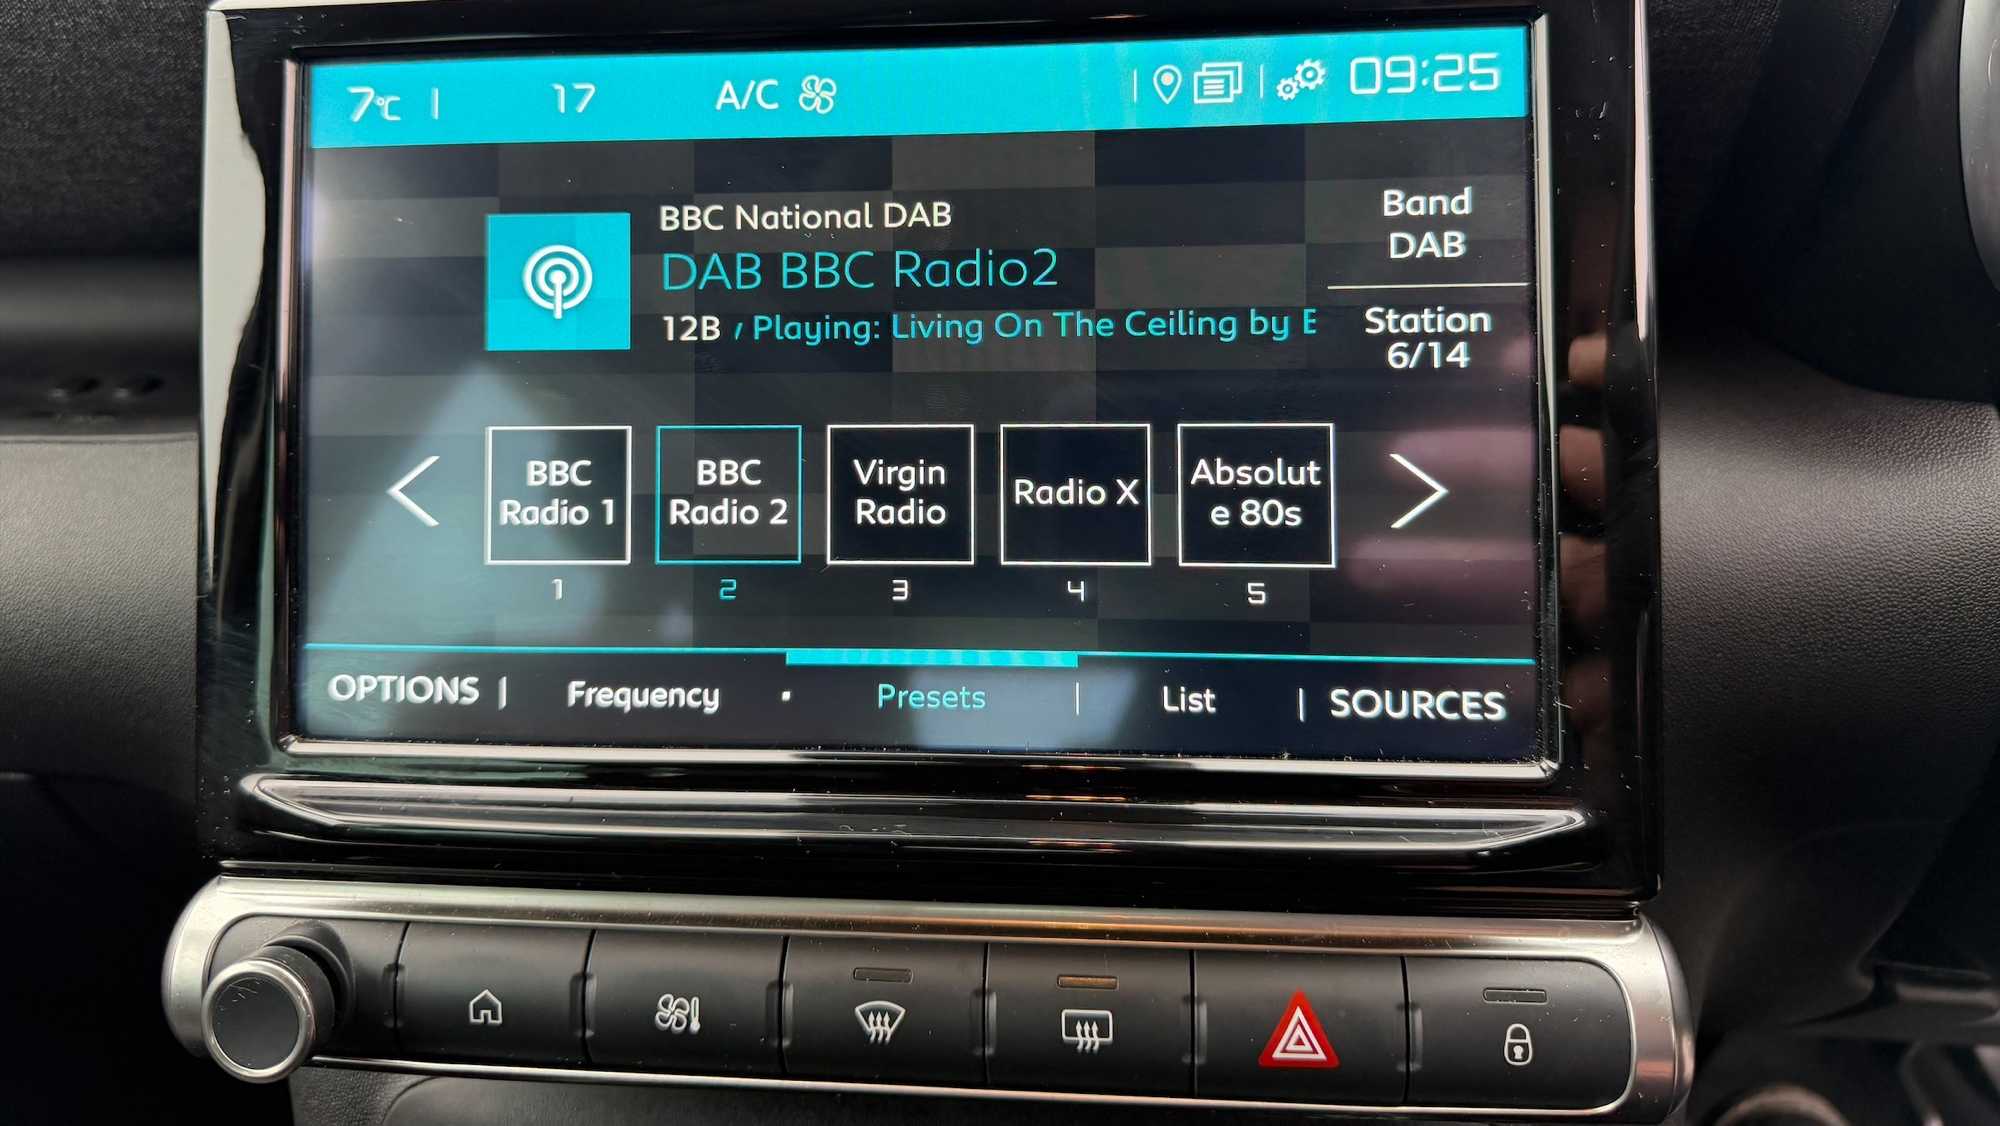 7°C 17 A/C 09:25
BBC National DAB
DAB BBC Radio2
12B / Playing: Living On The Ceiling by
Band
DAB
Station
6/14
BBC
Radio 1
BBC
Radio 2
Virgin
Radio
Radio X
Absolut
e 80s
1 2 3 4 5
OPTIONS | Frequency Presets | List | SOURCES